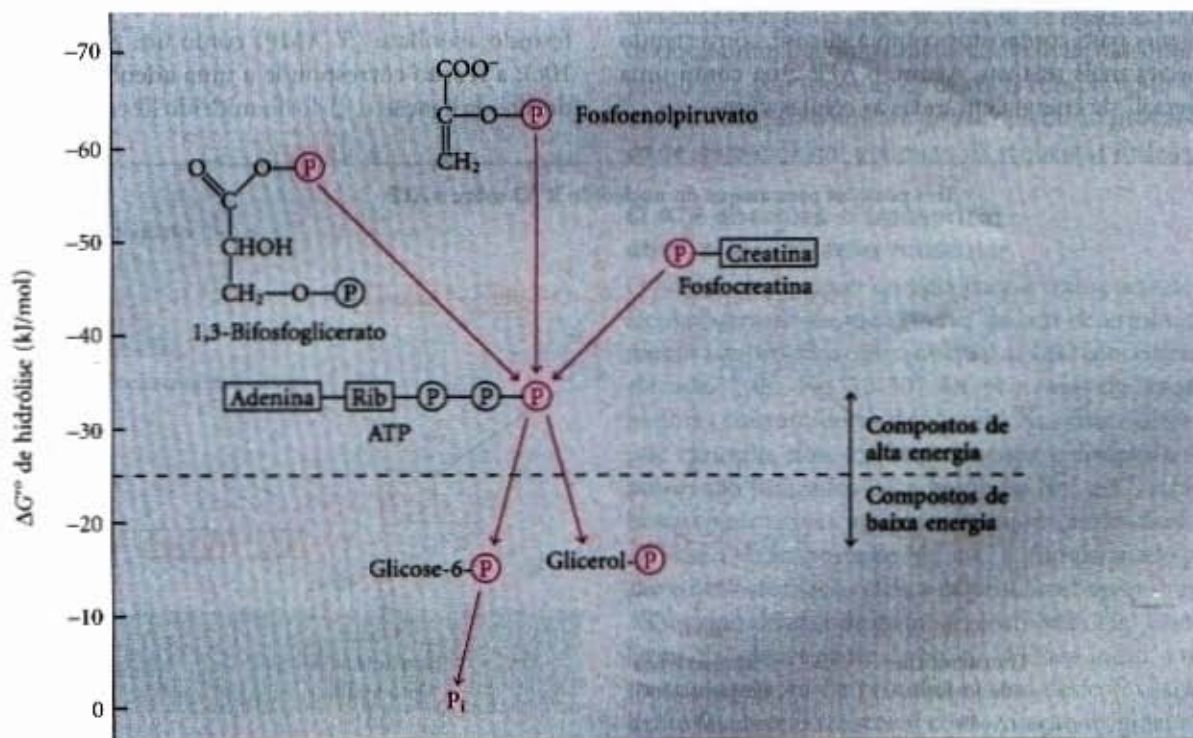 ΔG'° de hidrólise (kJ/mol)
–70
–60
–50
–40
–30
–20
–10
0
COO⁻
C—O—P
CH₂
Fosfoenolpiruvato
O
O—P
C
CHOH
CH₂—O—P
1,3-Bifosfoglicerato
P—Creatina
Fosfocreatina
Adenina—Rib—P—P—P
ATP
Compostos de
alta energia
Compostos de
baixa energia
Glicose-6-P
Glicerol-P
Pᵢ